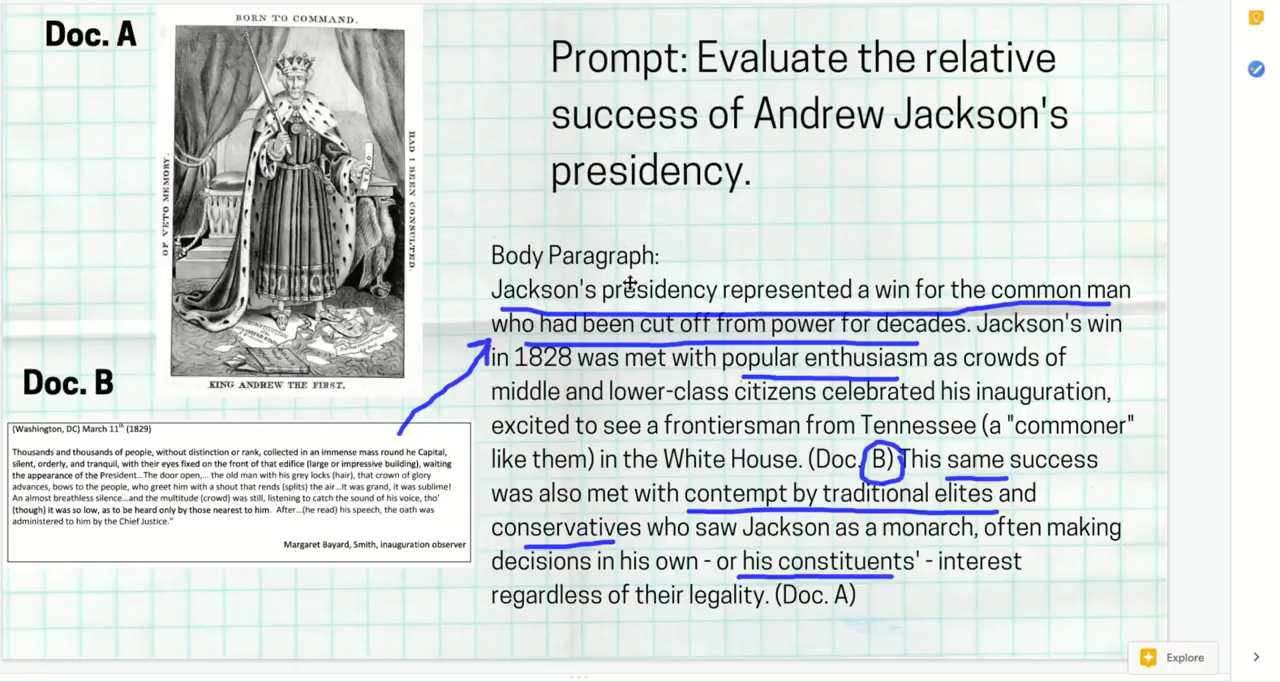 Doc. A
BORN TO COMMAND.
OF VETO MEMORY.
HAD I BEEN CONSULTED.
KING ANDREW THE FIRST.
Doc. B
(Washington, DC) March 11th (1829)
Thousands and thousands of people, without distinction or rank, collected in an immense mass round he Capital,
silent, orderly, and tranquil, with their eyes fixed on the front of that edifice (large or impressive building), waiting
the appearance of the President...The door open,... the old man with his grey locks (hair), that crown of glory
advances, bows to the people, who greet him with a shout that rends (splits) the air...It was grand, it was sublime!
An almost breathless silence...and the multitude (crowd) was still, listening to catch the sound of his voice, tho'
(though) it was so low, as to be heard only by those nearest to him. After...(he read) his speech, the oath was
administered to him by the Chief Justice."
Margaret Bayard, Smith, inauguration observer
Prompt: Evaluate the relative
success of Andrew Jackson's
presidency.
Body Paragraph:
Jackson's presidency represented a win for the common man
who had been cut off from power for decades. Jackson's win
in 1828 was met with popular enthusiasm as crowds of
middle and lower-class citizens celebrated his inauguration,
excited to see a frontiersman from Tennessee (a "commoner"
like them) in the White House. (Doc. B) This same success
was also met with contempt by traditional elites and
conservatives who saw Jackson as a monarch, often making
decisions in his own - or his constituents' - interest
regardless of their legality. (Doc. A)
Explore